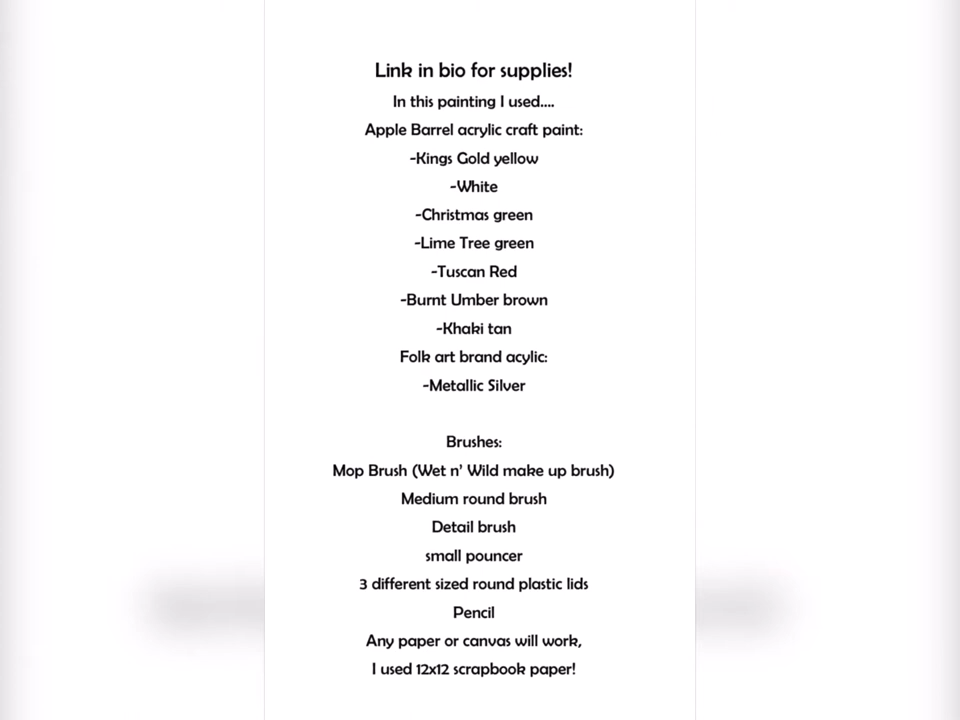 Link in bio for supplies!
In this painting I used....
Apple Barrel acrylic craft paint:
-Kings Gold yellow
-White
-Christmas green
-Lime Tree green
-Tuscan Red
-Burnt Umber brown
-Khaki tan
Folk art brand acylic:
-Metallic Silver
Brushes:
Mop Brush (Wet n' Wild make up brush)
Medium round brush
Detail brush
small pouncer
3 different sized round plastic lids
Pencil
Any paper or canvas will work,
I used 12x12 scrapbook paper!